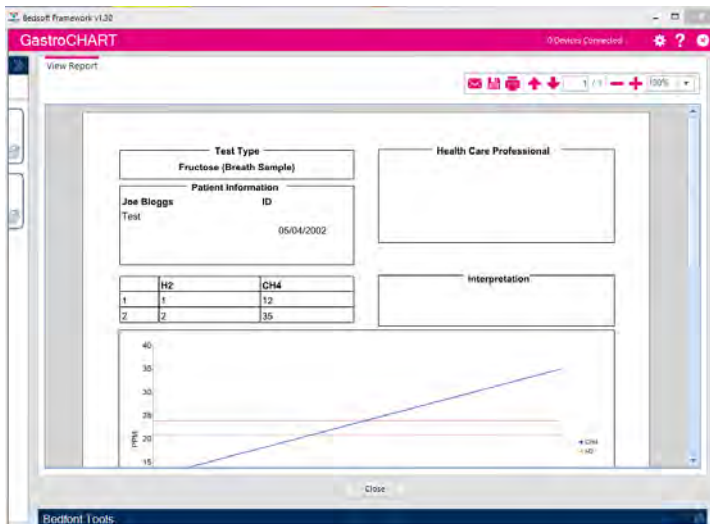 Bedsoft Framework v1.30
GastroCHART
0 Devices Connected
View Report
1 / 1
100%
Test Type
Fructose (Breath Sample)
Health Care Professional
Patient Information
Joe Bloggs ID
Test
05/04/2002
H2 CH4
1 1 12
2 2 35
Interpretation
40
35
30
25
20
15
PPM
CH4
H2
Close
Bedfont Tools